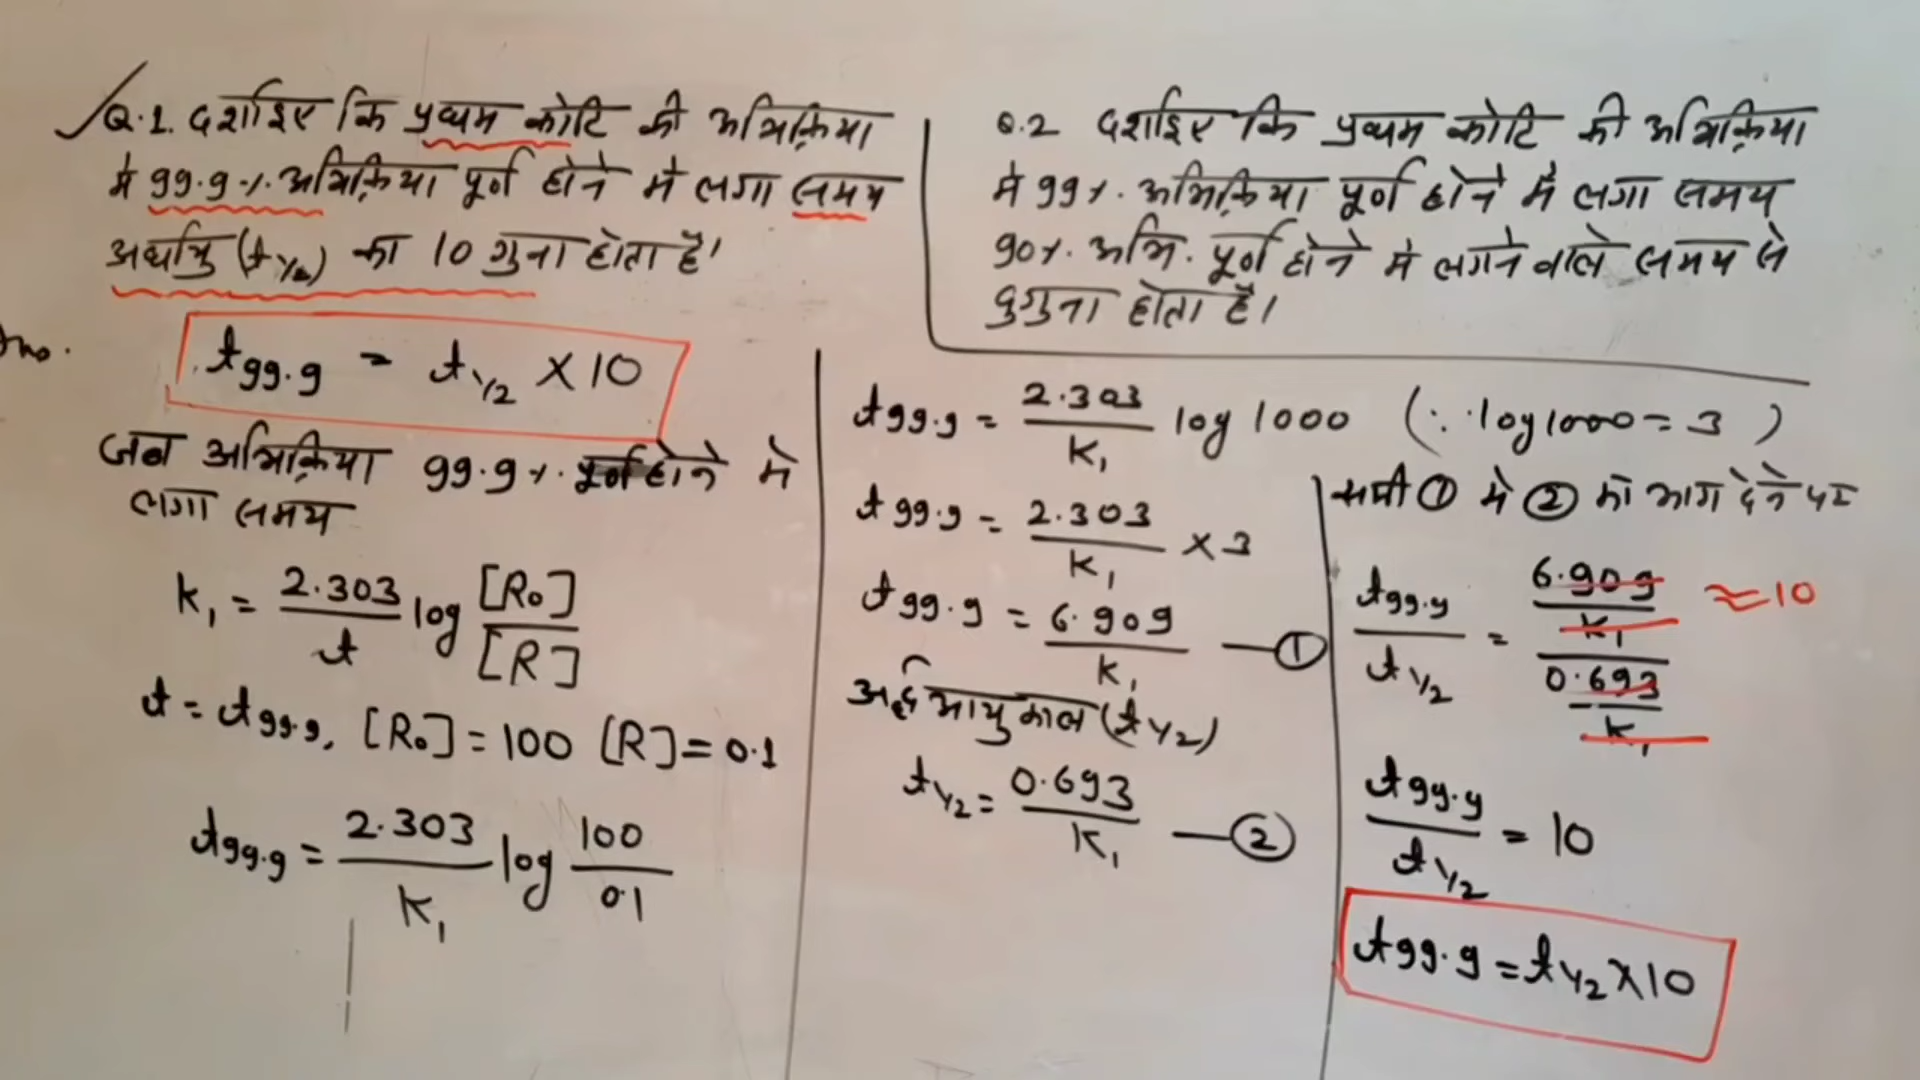 Q.1. दर्शाइए कि प्रथम कोटि की अभिक्रिया
में 99.9%. अभिक्रिया पूर्ण होने में लगा समय
अर्धायु (t1/2) का 10 गुना होता है।
Ans.
t99.9 = t1/2 × 10
जब अभिक्रिया 99.9%. पूर्ण होने में
लगा समय
K1 = 2.303/t log [R0]/[R]
t = t99.9, [R0] = 100 [R] = 0.1
t99.9 = 2.303/K1 log 100/0.1
Q.2 दर्शाइए कि प्रथम कोटि की अभिक्रिया
में 99%. अभिक्रिया पूर्ण होने में लगा समय
90%. अभि. पूर्ण होने में लगने वाले समय से
दुगुना होता है।
t99.9 = 2.303/K1 log 1000 (∵ log 1000 = 3)
t99.9 = 2.303/K1 × 3
t99.9 = 6.909/K1 — ①
अर्द्धआयुकाल (t1/2)
t1/2 = 0.693/K1 — ②
समी ① में ② का भाग देने पर
t99.9/t1/2 = 6.909/K1 / 0.693/K1 ≈ 10
t99.9/t1/2 = 10
t99.9 = t1/2 × 10